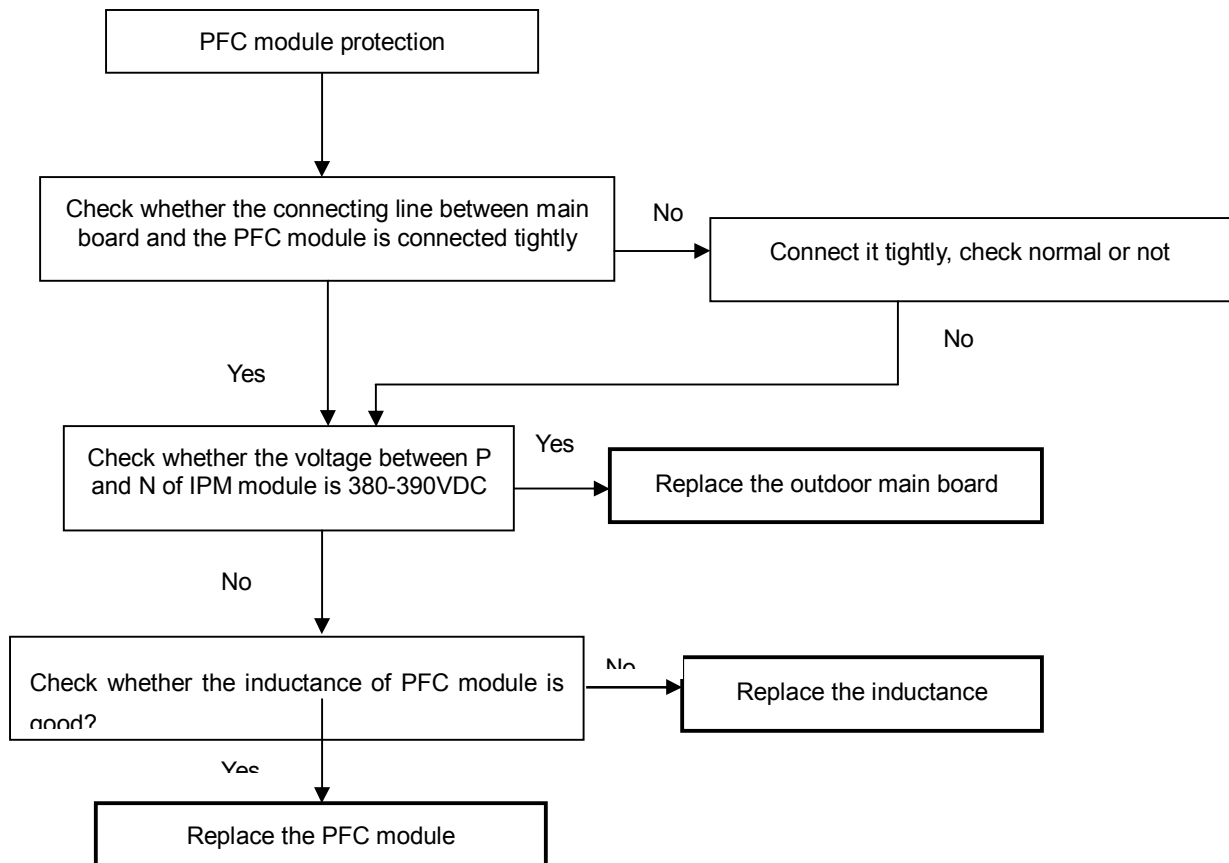 PFC module protection
Check whether the connecting line between main
board and the PFC module is connected tightly
No
Connect it tightly, check normal or not
No
Yes
Check whether the voltage between P
and N of IPM module is 380-390VDC
Yes
Replace the outdoor main board
No
Check whether the inductance of PFC module is
good?
No
Replace the inductance
Yes
Replace the PFC module